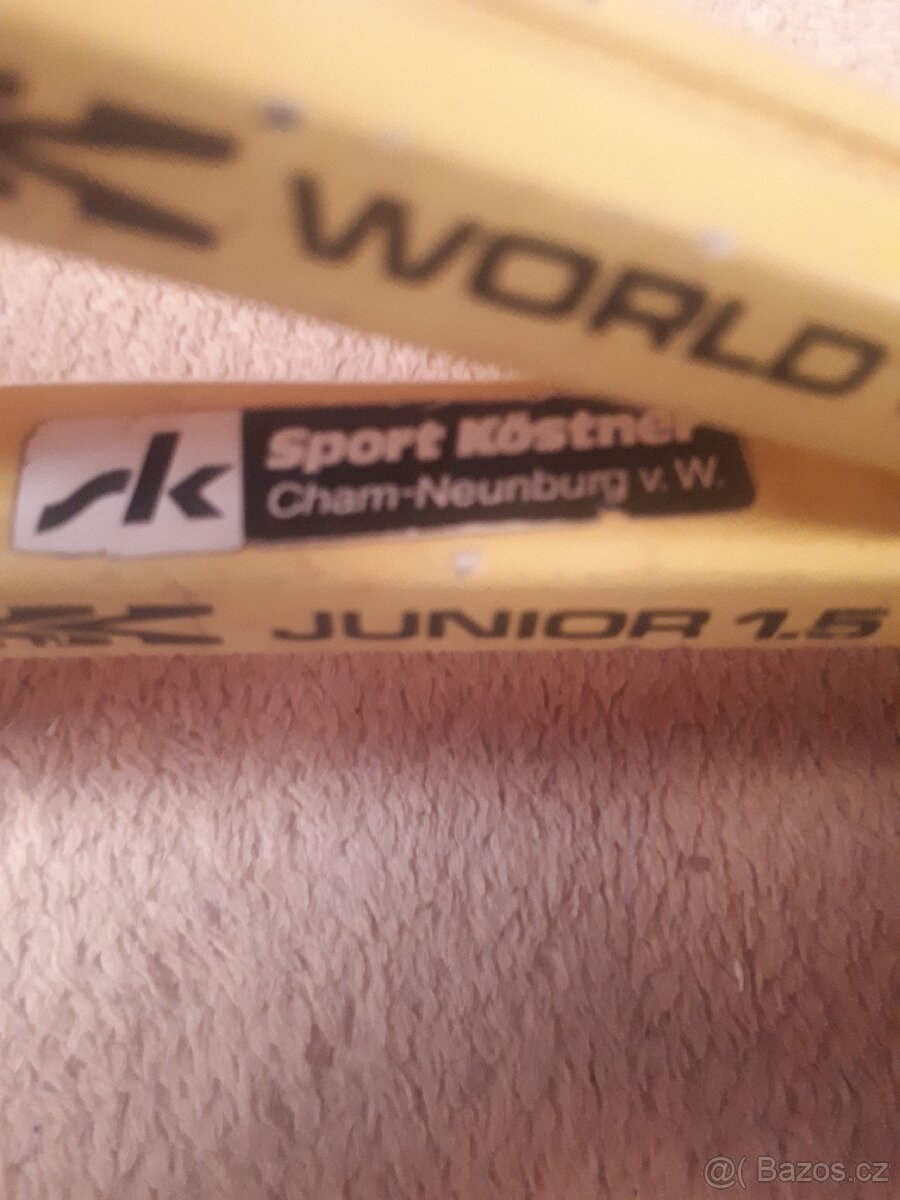 WORLD
sk
Sport Köstner
Cham-Neunburg v. W.
JUNIOR 1.5
@( Bazos.cz